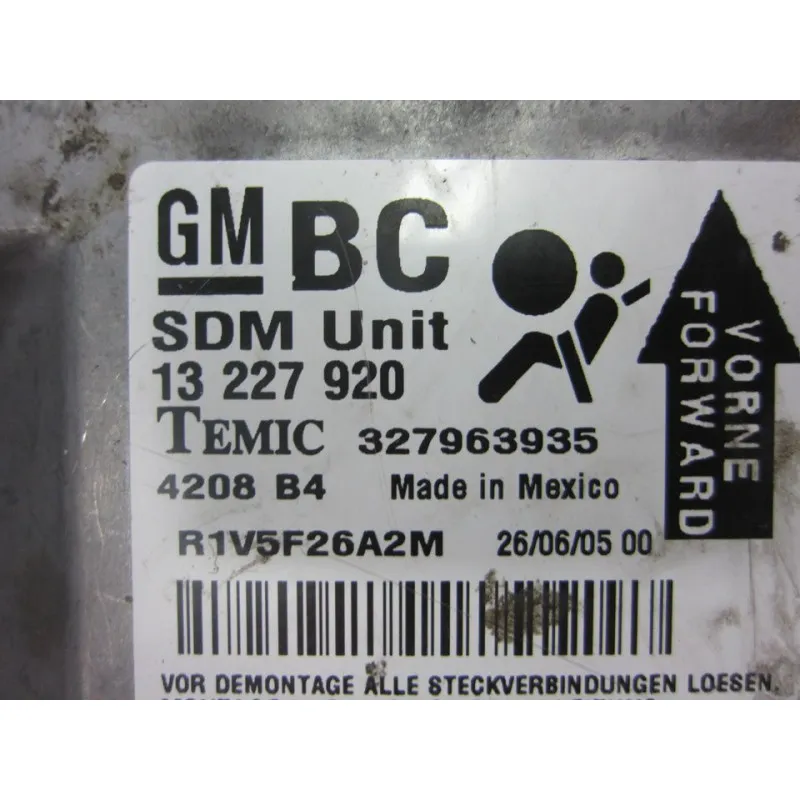 GM BC
SDM Unit
13 227 920
TEMIC 327963935
4208 B4 Made in Mexico
R1V5F26A2M 26/06/05 00
VORNE
FORWARD
VOR DEMONTAGE ALLE STECKVERBINDUNGEN LOESEN.